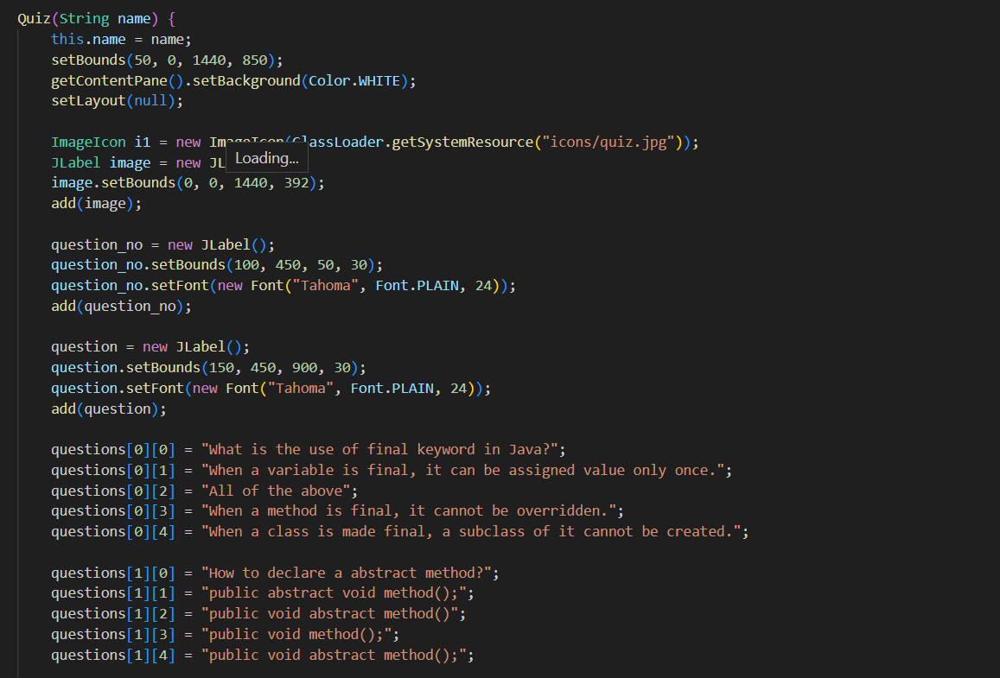 Quiz(String name) {
this.name = name;
setBounds(50, 0, 1440, 850);
getContentPane().setBackground(Color.WHITE);
setLayout(null);
ImageIcon i1 = new ImageIcon(ClassLoader.getSystemResource("icons/quiz.jpg"));
JLabel image = new JL
Loading...
image.setBounds(0, 0, 1440, 392);
add(image);
question_no = new JLabel();
question_no.setBounds(100, 450, 50, 30);
question_no.setFont(new Font("Tahoma", Font.PLAIN, 24));
add(question_no);
question = new JLabel();
question.setBounds(150, 450, 900, 30);
question.setFont(new Font("Tahoma", Font.PLAIN, 24));
add(question);
questions[0][0] = "What is the use of final keyword in Java?";
questions[0][1] = "When a variable is final, it can be assigned value only once.";
questions[0][2] = "All of the above";
questions[0][3] = "When a method is final, it cannot be overridden.";
questions[0][4] = "When a class is made final, a subclass of it cannot be created.";
questions[1][0] = "How to declare a abstract method?";
questions[1][1] = "public abstract void method();";
questions[1][2] = "public void abstract method()";
questions[1][3] = "public void method();";
questions[1][4] = "public void abstract method();";